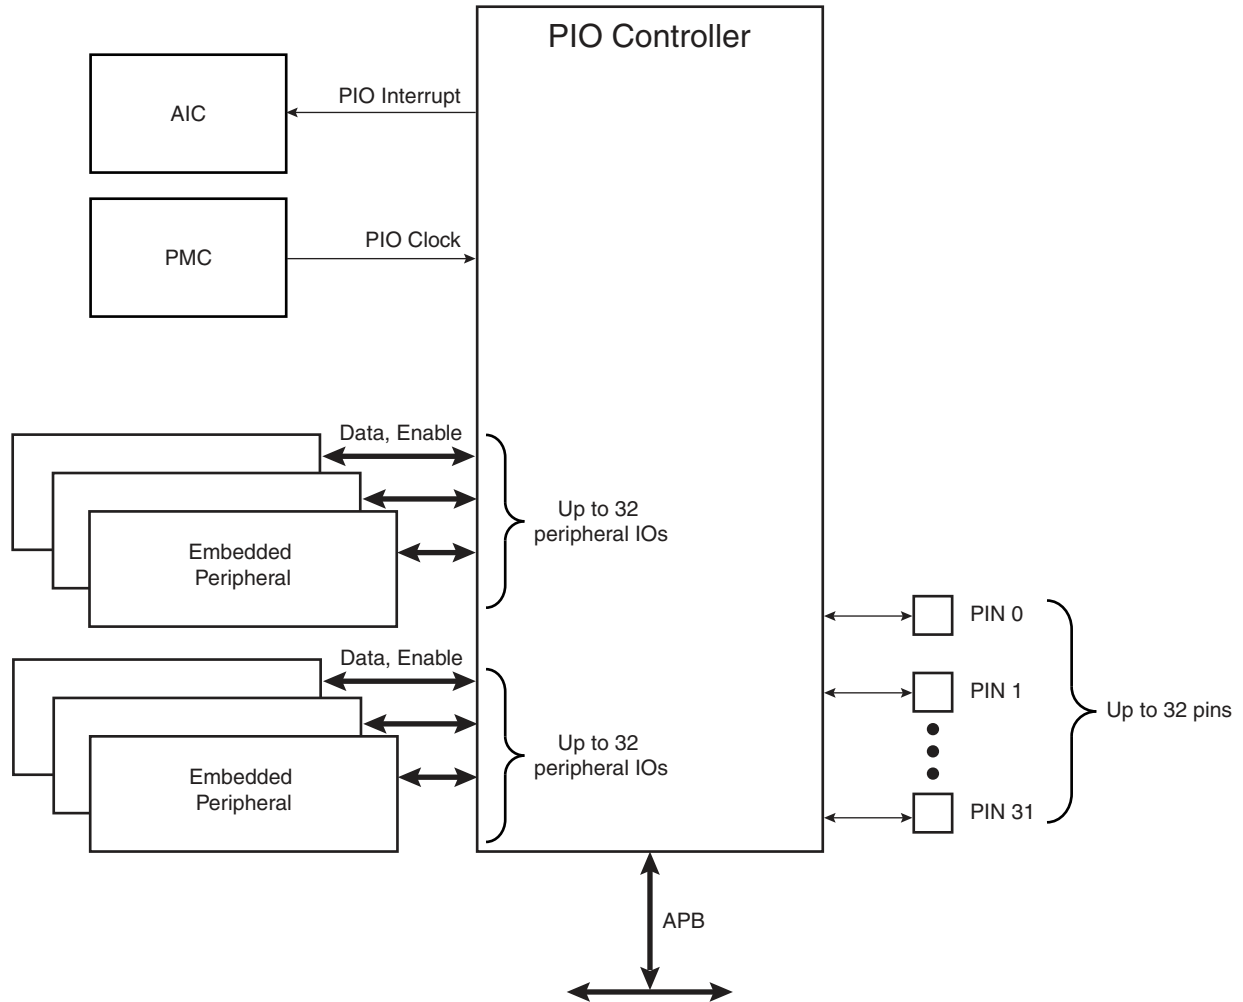 PIO Controller
PIO Interrupt
AIC
PIO Clock
PMC
Data, Enable
Up to 32
peripheral IOs
Embedded
Peripheral
PIN 0
Data, Enable
PIN 1
Up to 32 pins
Up to 32
peripheral IOs
Embedded
Peripheral
PIN 31
APB